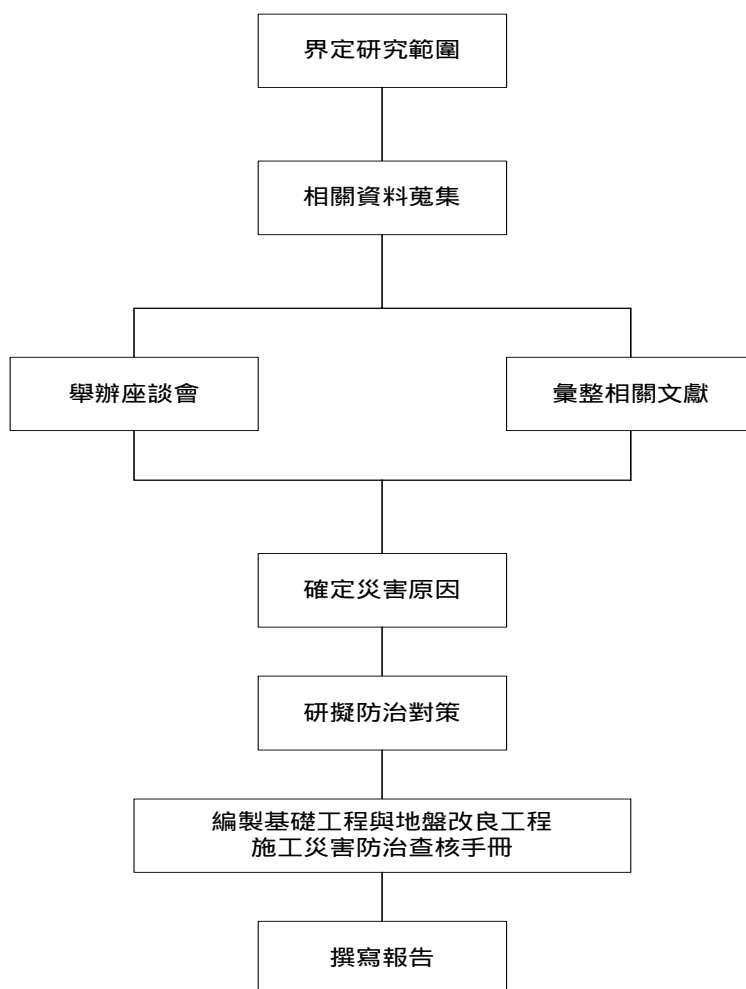 界定研究範圍
相關資料蒐集
舉辦座談會
彙整相關文獻
確定災害原因
研擬防治對策
編製基礎工程與地盤改良工程
施工災害防治查核手冊
撰寫報告